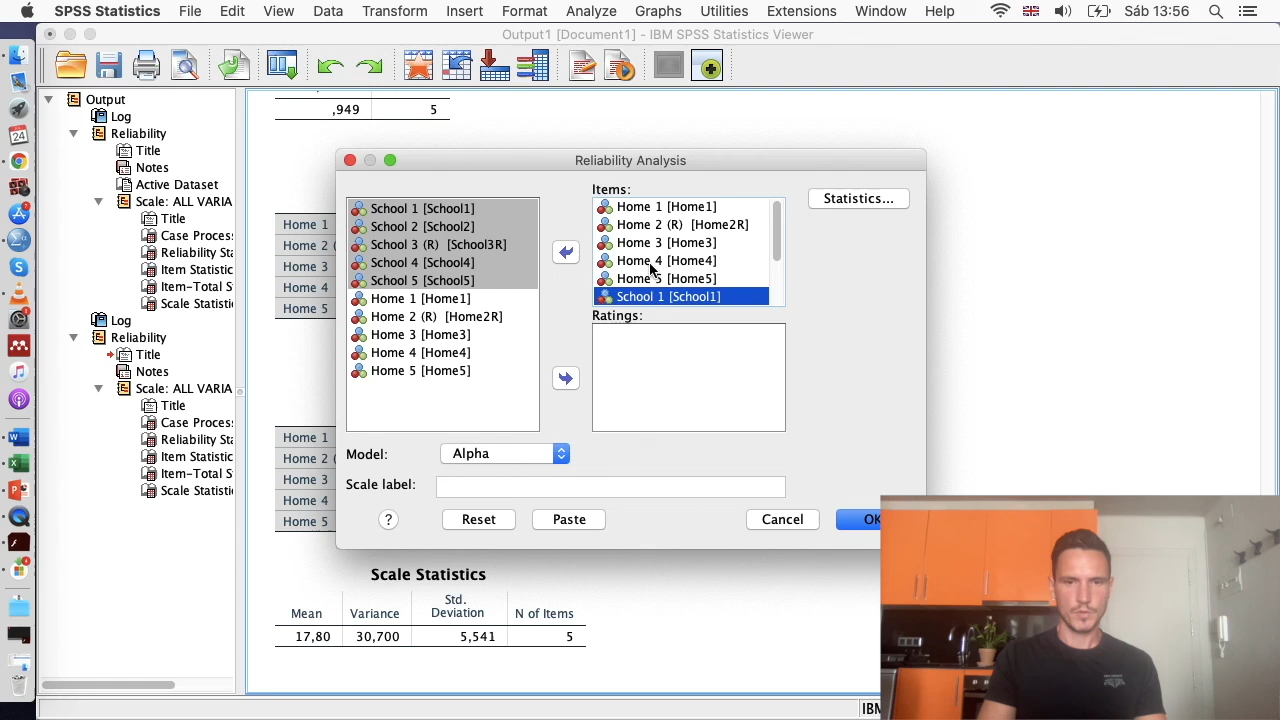 SPSS Statistics File Edit View Data Transform Insert Format Analyze Graphs Utilities Extensions Window Help Sáb 13:56
Output1 [Document1] - IBM SPSS Statistics Viewer
Output
Log
Reliability
Title
Notes
Active Dataset
Scale: ALL VARIA
Title
Case Process
Reliability Sta
Item Statistic
Item-Total S
Scale Statisti
Log
Reliability
Title
Notes
Scale: ALL VARIA
Title
Case Process
Reliability Sta
Item Statistic
Item-Total S
Scale Statisti
,949 5
Home 1
Home 2 (
Home 3
Home 4
Home 5
Home 1
Home 2 (
Home 3
Home 4
Home 5
Reliability Analysis
School 1 [School1]
School 2 [School2]
School 3 (R) [School3R]
School 4 [School4]
School 5 [School5]
Home 1 [Home1]
Home 2 (R) [Home2R]
Home 3 [Home3]
Home 4 [Home4]
Home 5 [Home5]
Items:
Home 1 [Home1]
Home 2 (R) [Home2R]
Home 3 [Home3]
Home 4 [Home4]
Home 5 [Home5]
School 1 [School1]
Statistics...
Ratings:
Model: Alpha
Scale label:
? Reset Paste Cancel OK
Scale Statistics
Mean Variance Std. Deviation N of Items
17,80 30,700 5,541 5
IBM
24